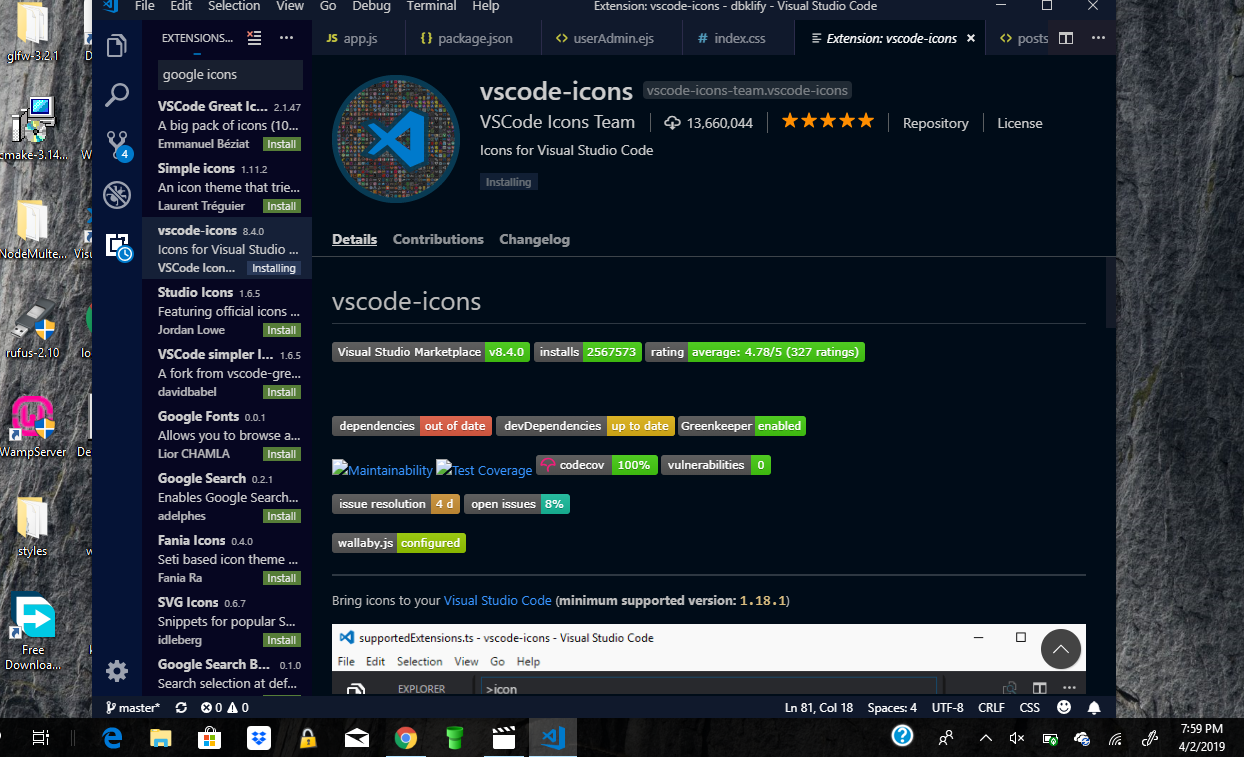 File Edit Selection View Go Debug Terminal Help
Extension: vscode-icons - dbklify - Visual Studio Code
EXTENSIONS...
JS app.js
{} package.json
<> userAdmin.ejs
# index.css
Extension: vscode-icons ×
<> posts
google icons
VSCode Great Ic... 2.1.47
A big pack of icons (10...
Emmanuel Béziat Install
Simple icons 1.11.2
An icon theme that trie...
Laurent Tréguier Install
vscode-icons 8.4.0
Icons for Visual Studio ...
VSCode Icon... Installing
Studio Icons 1.6.5
Featuring official icons ...
Jordan Lowe Install
VSCode simpler I... 1.6.5
A fork from vscode-gre...
davidbabel Install
Google Fonts 0.0.1
Allows you to browse a...
Lior CHAMLA Install
Google Search 0.2.1
Enables Google Search...
adelphes Install
Fania Icons 0.4.0
Seti based icon theme ...
Fania Ra Install
SVG Icons 0.6.7
Snippets for popular S...
idleberg Install
Google Search B... 0.1.0
Search selection at def...
4
vscode-icons vscode-icons-team.vscode-icons
VSCode Icons Team 13,660,044 Repository License
Icons for Visual Studio Code
Installing
Details Contributions Changelog
vscode-icons
Visual Studio Marketplace v8.4.0 installs 2567573 rating average: 4.78/5 (327 ratings)
dependencies out of date devDependencies up to date Greenkeeper enabled
Maintainability Test Coverage codecov 100% vulnerabilities 0
issue resolution 4 d open issues 8%
wallaby.js configured
Bring icons to your Visual Studio Code (minimum supported version: 1.18.1)
supportedExtensions.ts - vscode-icons - Visual Studio Code
File Edit Selection View Go Help
EXPLORER >icon
master* 0 0 Ln 81, Col 18 Spaces: 4 UTF-8 CRLF CSS
glfw-3.2.1
cmake-3.14...
NodeMulte...
rufus-2.10
WampServer
styles
Free
Downloa...
7:59 PM
4/2/2019